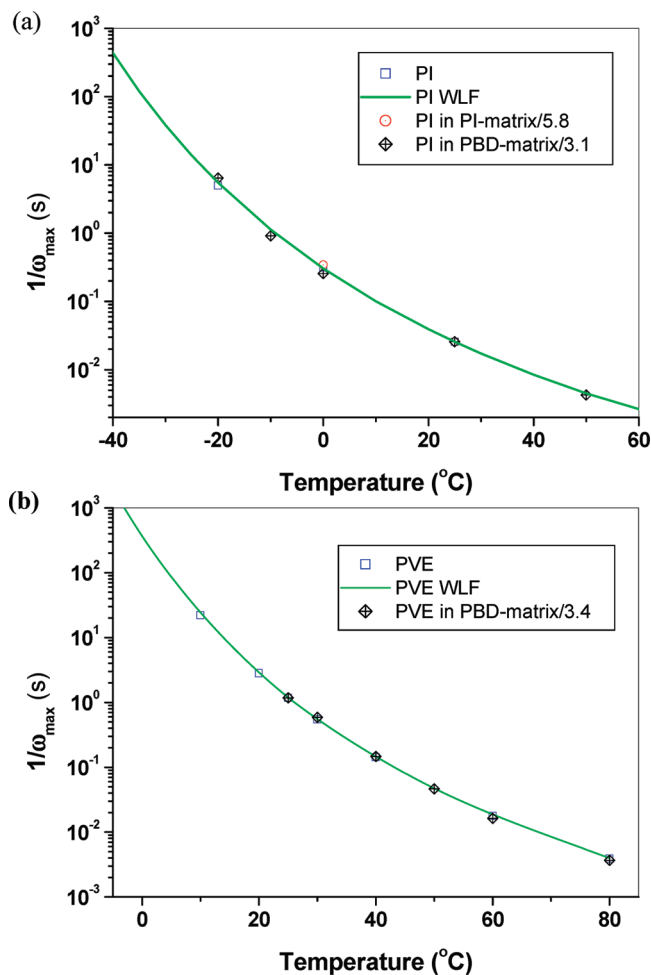 (a)
10³
10²
10¹
10⁰
10⁻¹
10⁻²
1/ωmax (s)
PI
PI WLF
PI in PI-matrix/5.8
PI in PBD-matrix/3.1
-40 -20 0 20 40 60
Temperature (°C)
(b)
10³
10²
10¹
10⁰
10⁻¹
10⁻²
10⁻³
1/ωmax (s)
PVE
PVE WLF
PVE in PBD-matrix/3.4
0 20 40 60 80
Temperature (°C)